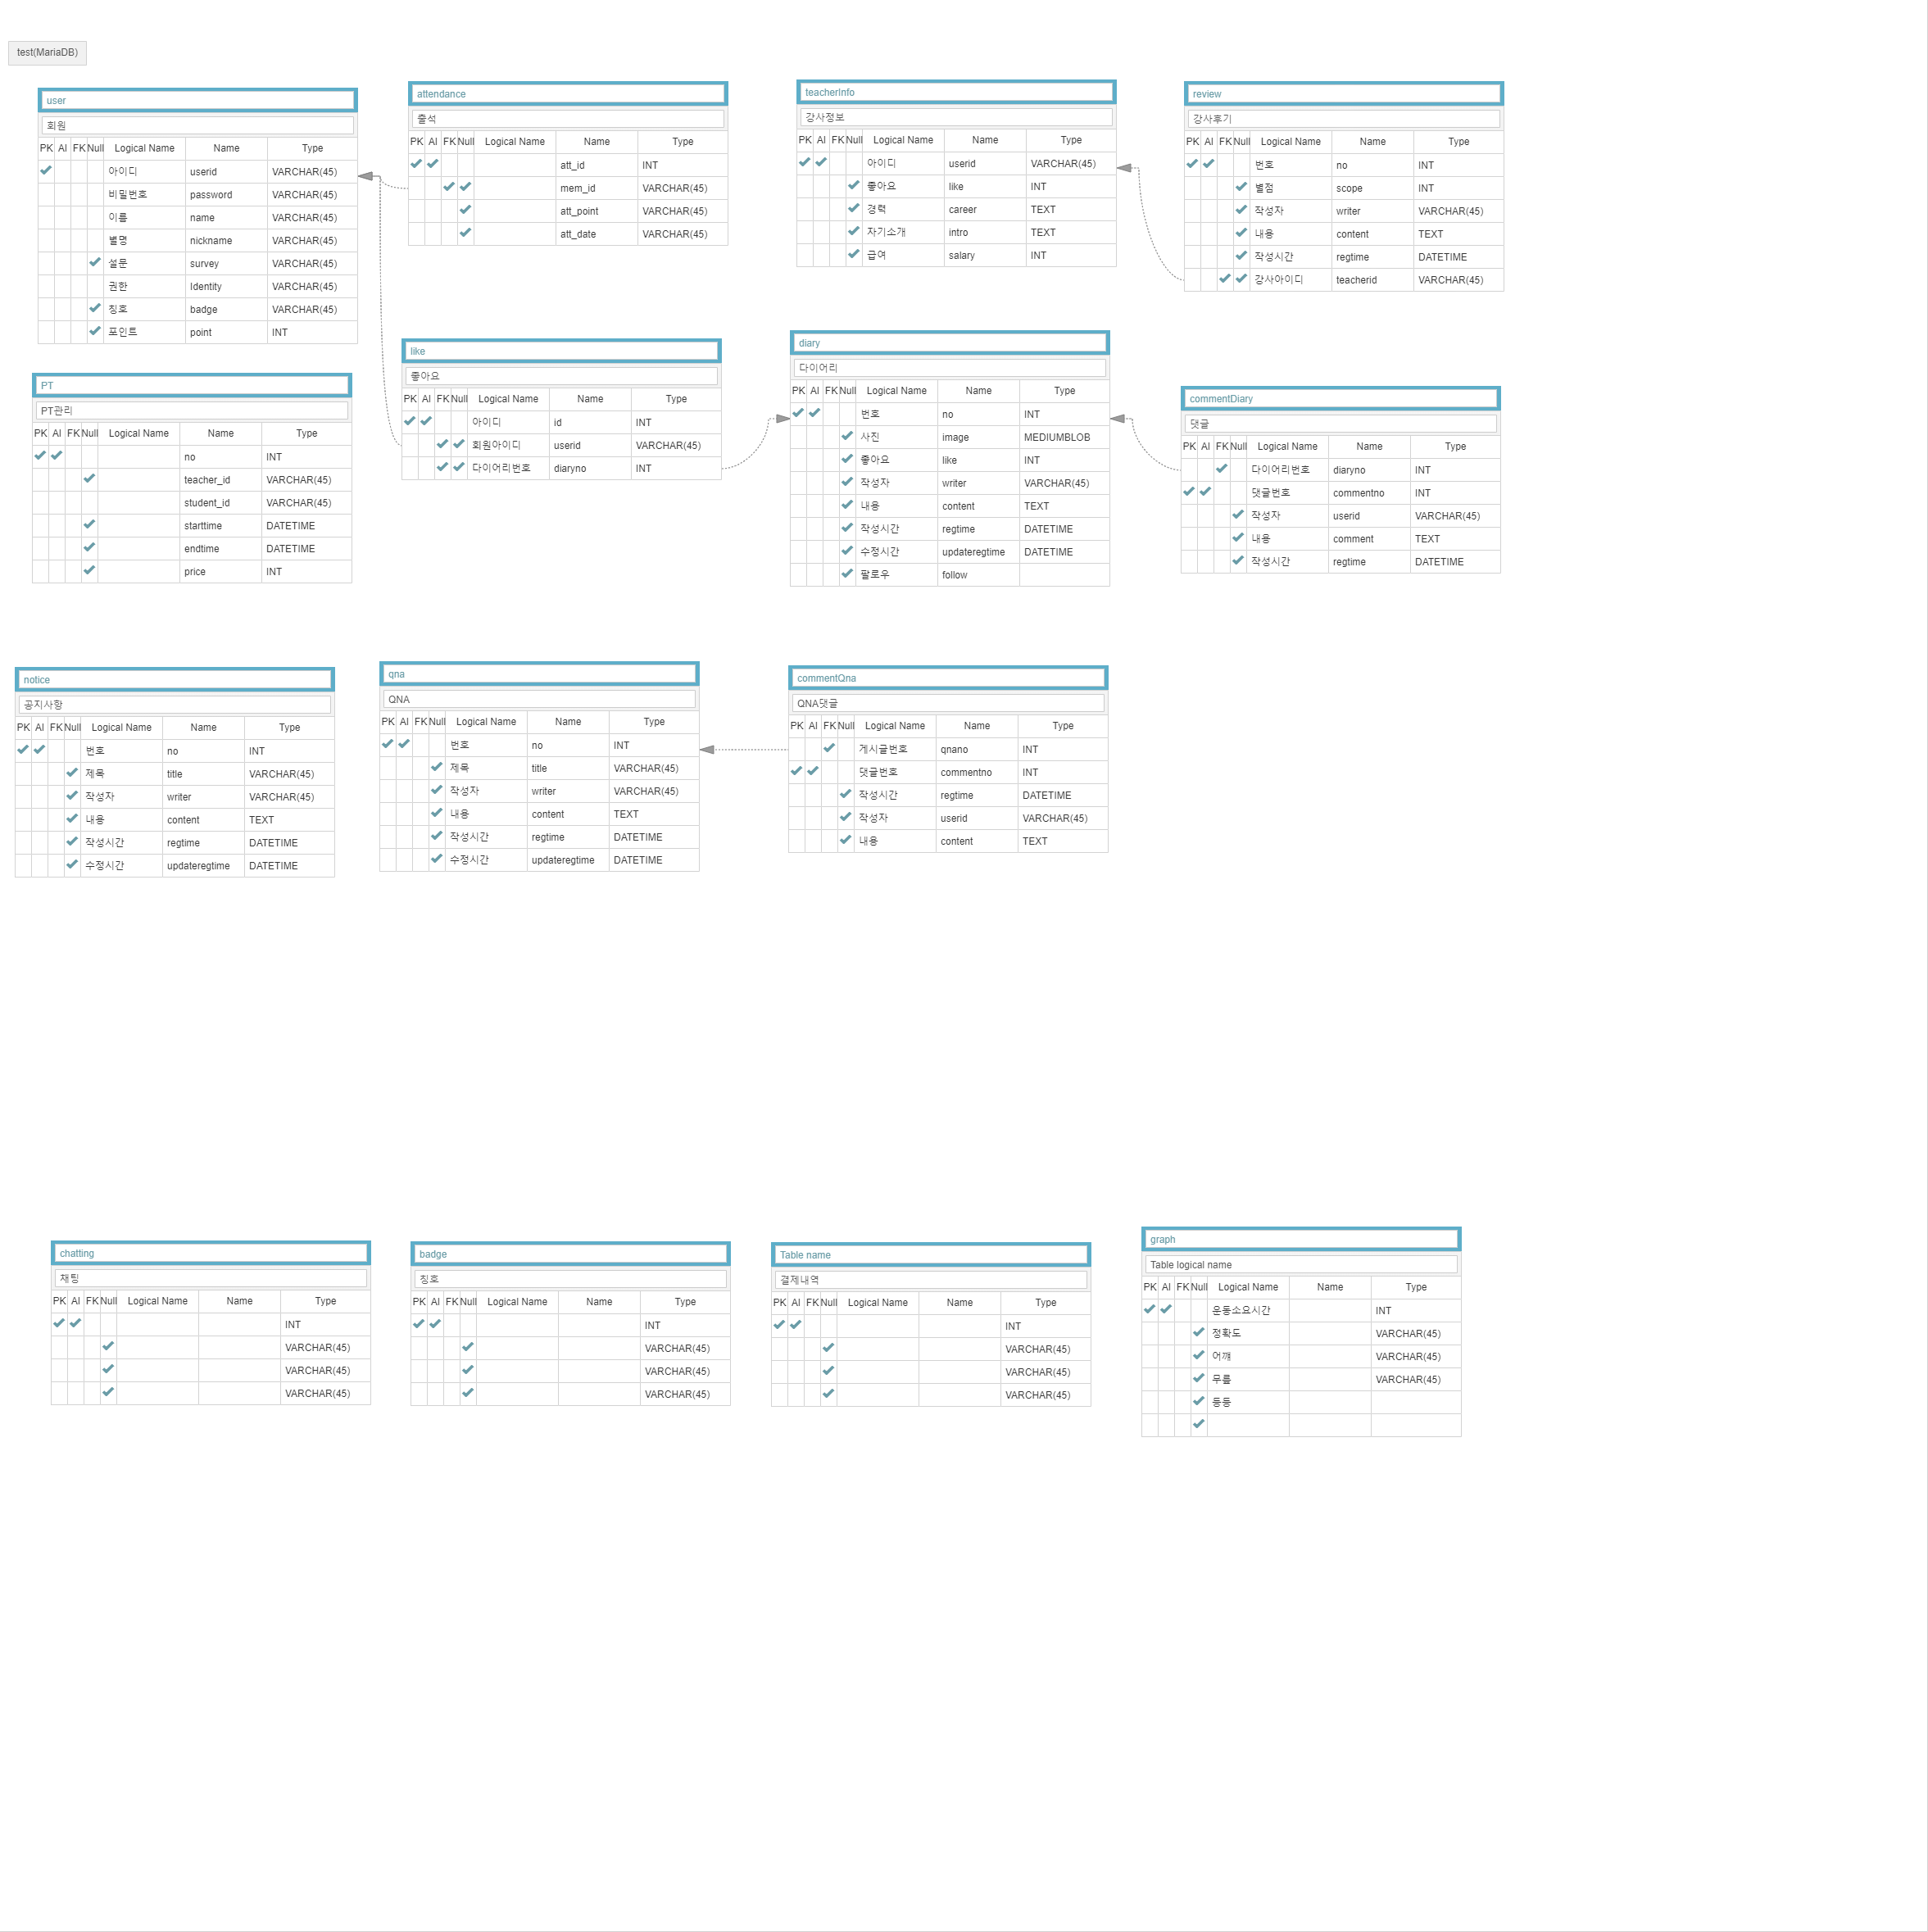 test(MariaDB)
user
회원
PK AI FK Null Logical Name Name Type
아이디 userid VARCHAR(45)
비밀번호 password VARCHAR(45)
이름 name VARCHAR(45)
별명 nickname VARCHAR(45)
설문 survey VARCHAR(45)
권한 Identity VARCHAR(45)
칭호 badge VARCHAR(45)
포인트 point INT
attendance
출석
PK AI FK Null Logical Name Name Type
att_id INT
mem_id VARCHAR(45)
att_point VARCHAR(45)
att_date VARCHAR(45)
teacherInfo
강사정보
PK AI FK Null Logical Name Name Type
아이디 userid VARCHAR(45)
좋아요 like INT
경력 career TEXT
자기소개 intro TEXT
급여 salary INT
review
강사후기
PK AI FK Null Logical Name Name Type
번호 no INT
별점 scope INT
작성자 writer VARCHAR(45)
내용 content TEXT
작성시간 regtime DATETIME
강사아이디 teacherid VARCHAR(45)
PT
PT관리
PK AI FK Null Logical Name Name Type
no INT
teacher_id VARCHAR(45)
student_id VARCHAR(45)
starttime DATETIME
endtime DATETIME
price INT
like
좋아요
PK AI FK Null Logical Name Name Type
아이디 id INT
회원아이디 userid VARCHAR(45)
다이어리번호 diaryno INT
diary
다이어리
PK AI FK Null Logical Name Name Type
번호 no INT
사진 image MEDIUMBLOB
좋아요 like INT
작성자 writer VARCHAR(45)
내용 content TEXT
작성시간 regtime DATETIME
수정시간 updateregtime DATETIME
팔로우 follow
commentDiary
댓글
PK AI FK Null Logical Name Name Type
다이어리번호 diaryno INT
댓글번호 commentno INT
작성자 userid VARCHAR(45)
내용 comment TEXT
작성시간 regtime DATETIME
notice
공지사항
PK AI FK Null Logical Name Name Type
번호 no INT
제목 title VARCHAR(45)
작성자 writer VARCHAR(45)
내용 content TEXT
작성시간 regtime DATETIME
수정시간 updateregtime DATETIME
qna
QNA
PK AI FK Null Logical Name Name Type
번호 no INT
제목 title VARCHAR(45)
작성자 writer VARCHAR(45)
내용 content TEXT
작성시간 regtime DATETIME
수정시간 updateregtime DATETIME
commentQna
QNA댓글
PK AI FK Null Logical Name Name Type
게시글번호 qnano INT
댓글번호 commentno INT
작성시간 regtime DATETIME
작성자 userid VARCHAR(45)
내용 content TEXT
chatting
채팅
PK AI FK Null Logical Name Name Type
INT
VARCHAR(45)
VARCHAR(45)
VARCHAR(45)
badge
칭호
PK AI FK Null Logical Name Name Type
INT
VARCHAR(45)
VARCHAR(45)
VARCHAR(45)
Table name
결제내역
PK AI FK Null Logical Name Name Type
INT
VARCHAR(45)
VARCHAR(45)
VARCHAR(45)
graph
Table logical name
PK AI FK Null Logical Name Name Type
운동소요시간 INT
정확도 VARCHAR(45)
어깨 VARCHAR(45)
무릎 VARCHAR(45)
등등